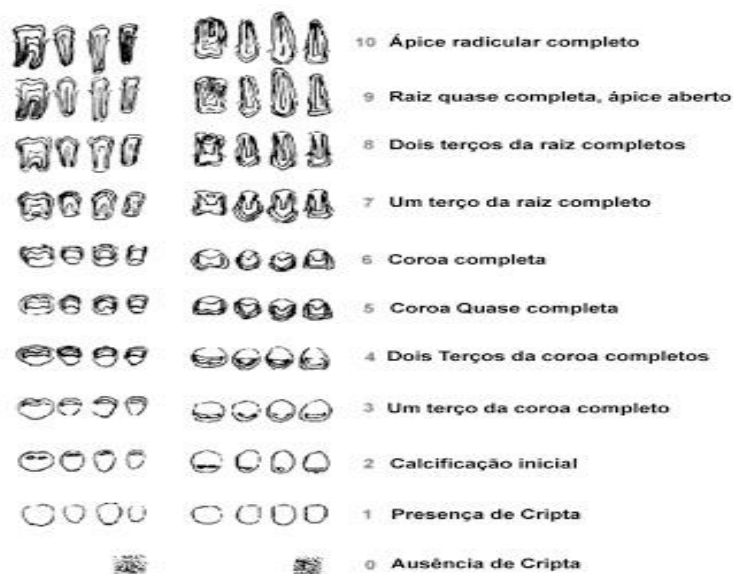 10 Ápice radicular completo
9 Raiz quase completa, ápice aberto
8 Dois terços da raiz completos
7 Um terço da raiz completo
6 Coroa completa
5 Coroa Quase completa
4 Dois Terços da coroa completos
3 Um terço da coroa completo
2 Calcificação inicial
1 Presença de Cripta
0 Ausência de Cripta